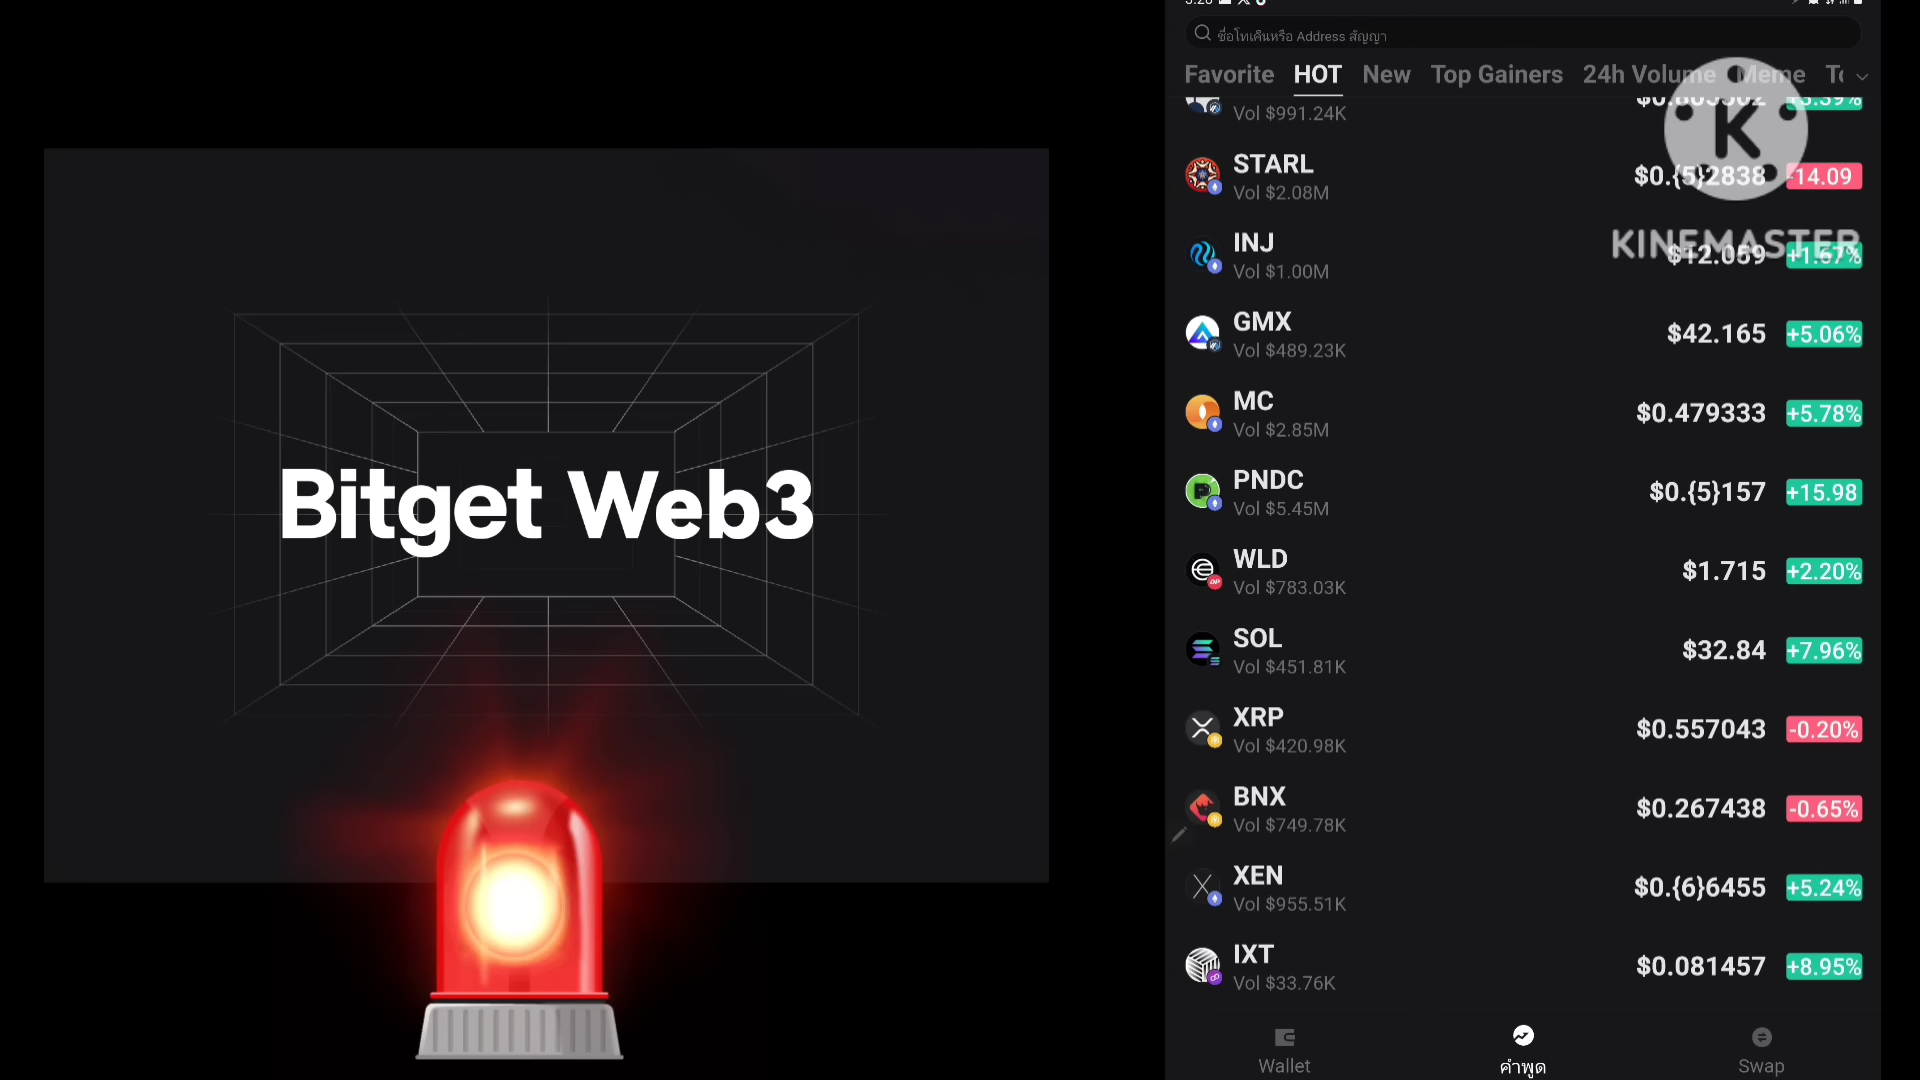 Bitget Web3
ชื่อโทเค็นหรือ Address สัญญา
Favorite HOT New Top Gainers 24h Volume Meme
Vol $991.24K
STARL
Vol $2.08M
$0.{5}2838 -14.09
INJ
Vol $1.00M
$12.059 +1.57%
KINEMASTER
GMX
Vol $489.23K
$42.165 +5.06%
MC
Vol $2.85M
$0.479333 +5.78%
PNDC
Vol $5.45M
$0.{5}157 +15.98
WLD
Vol $783.03K
$1.715 +2.20%
SOL
Vol $451.81K
$32.84 +7.96%
XRP
Vol $420.98K
$0.557043 -0.20%
BNX
Vol $749.78K
$0.267438 -0.65%
XEN
Vol $955.51K
$0.{6}6455 +5.24%
IXT
Vol $33.76K
$0.081457 +8.95%
Wallet คำพูด Swap